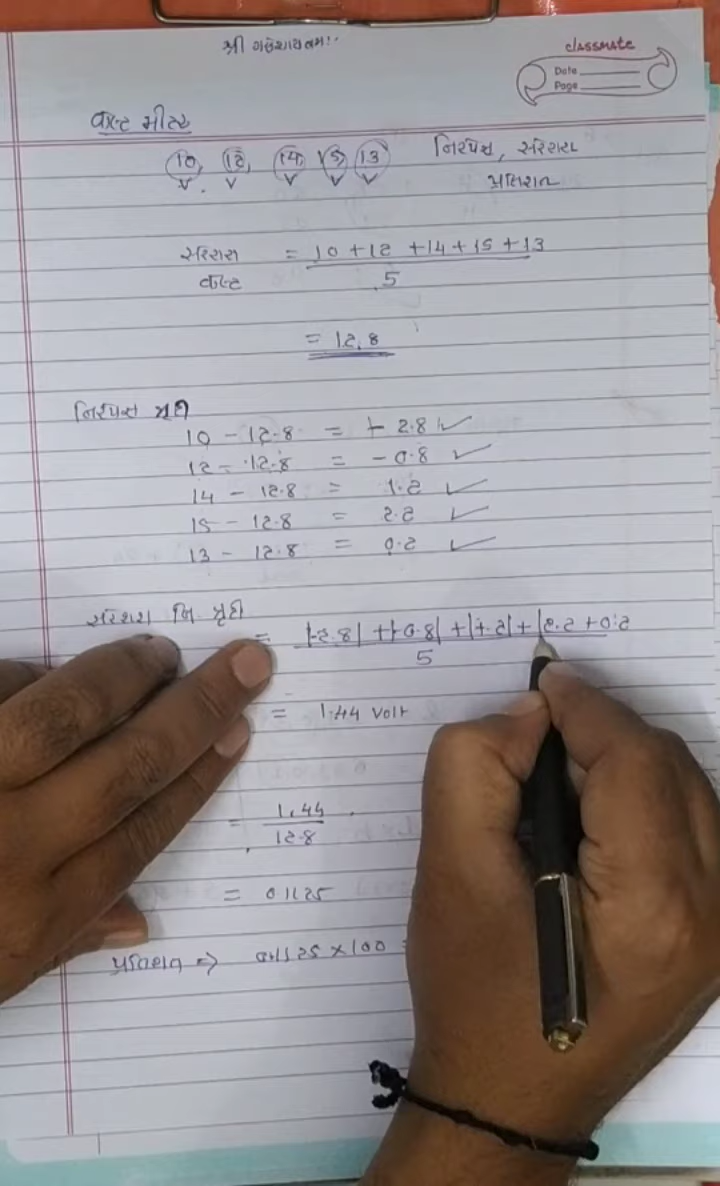 શ્રી ગણેશાય નમઃ
classmate
Date
Page
વોલ્ટ મીટર
10, 12, 14, 15, 13
નિરપેક્ષ, સરેરાશ
સરેરાશ = 10 + 12 + 14 + 15 + 13
વોલ્ટ 5
= 12.8
નિરપેક્ષ ત્રુટી
10 - 12.8 = - 2.8 ✓
12 - 12.8 = - 0.8 ✓
14 - 12.8 = 1.2 ✓
15 - 12.8 = 2.2 ✓
13 - 12.8 = 0.2 ✓
સરેરાશ નિ. ત્રુટી
= |-2.8| + |-0.8| + |1.2| + |2.2 + 0.2
5
= 1.44 volt
= 1.44
12.8
= 0.1125
પ્રતિશત ⇒ 0.1125 × 100 =